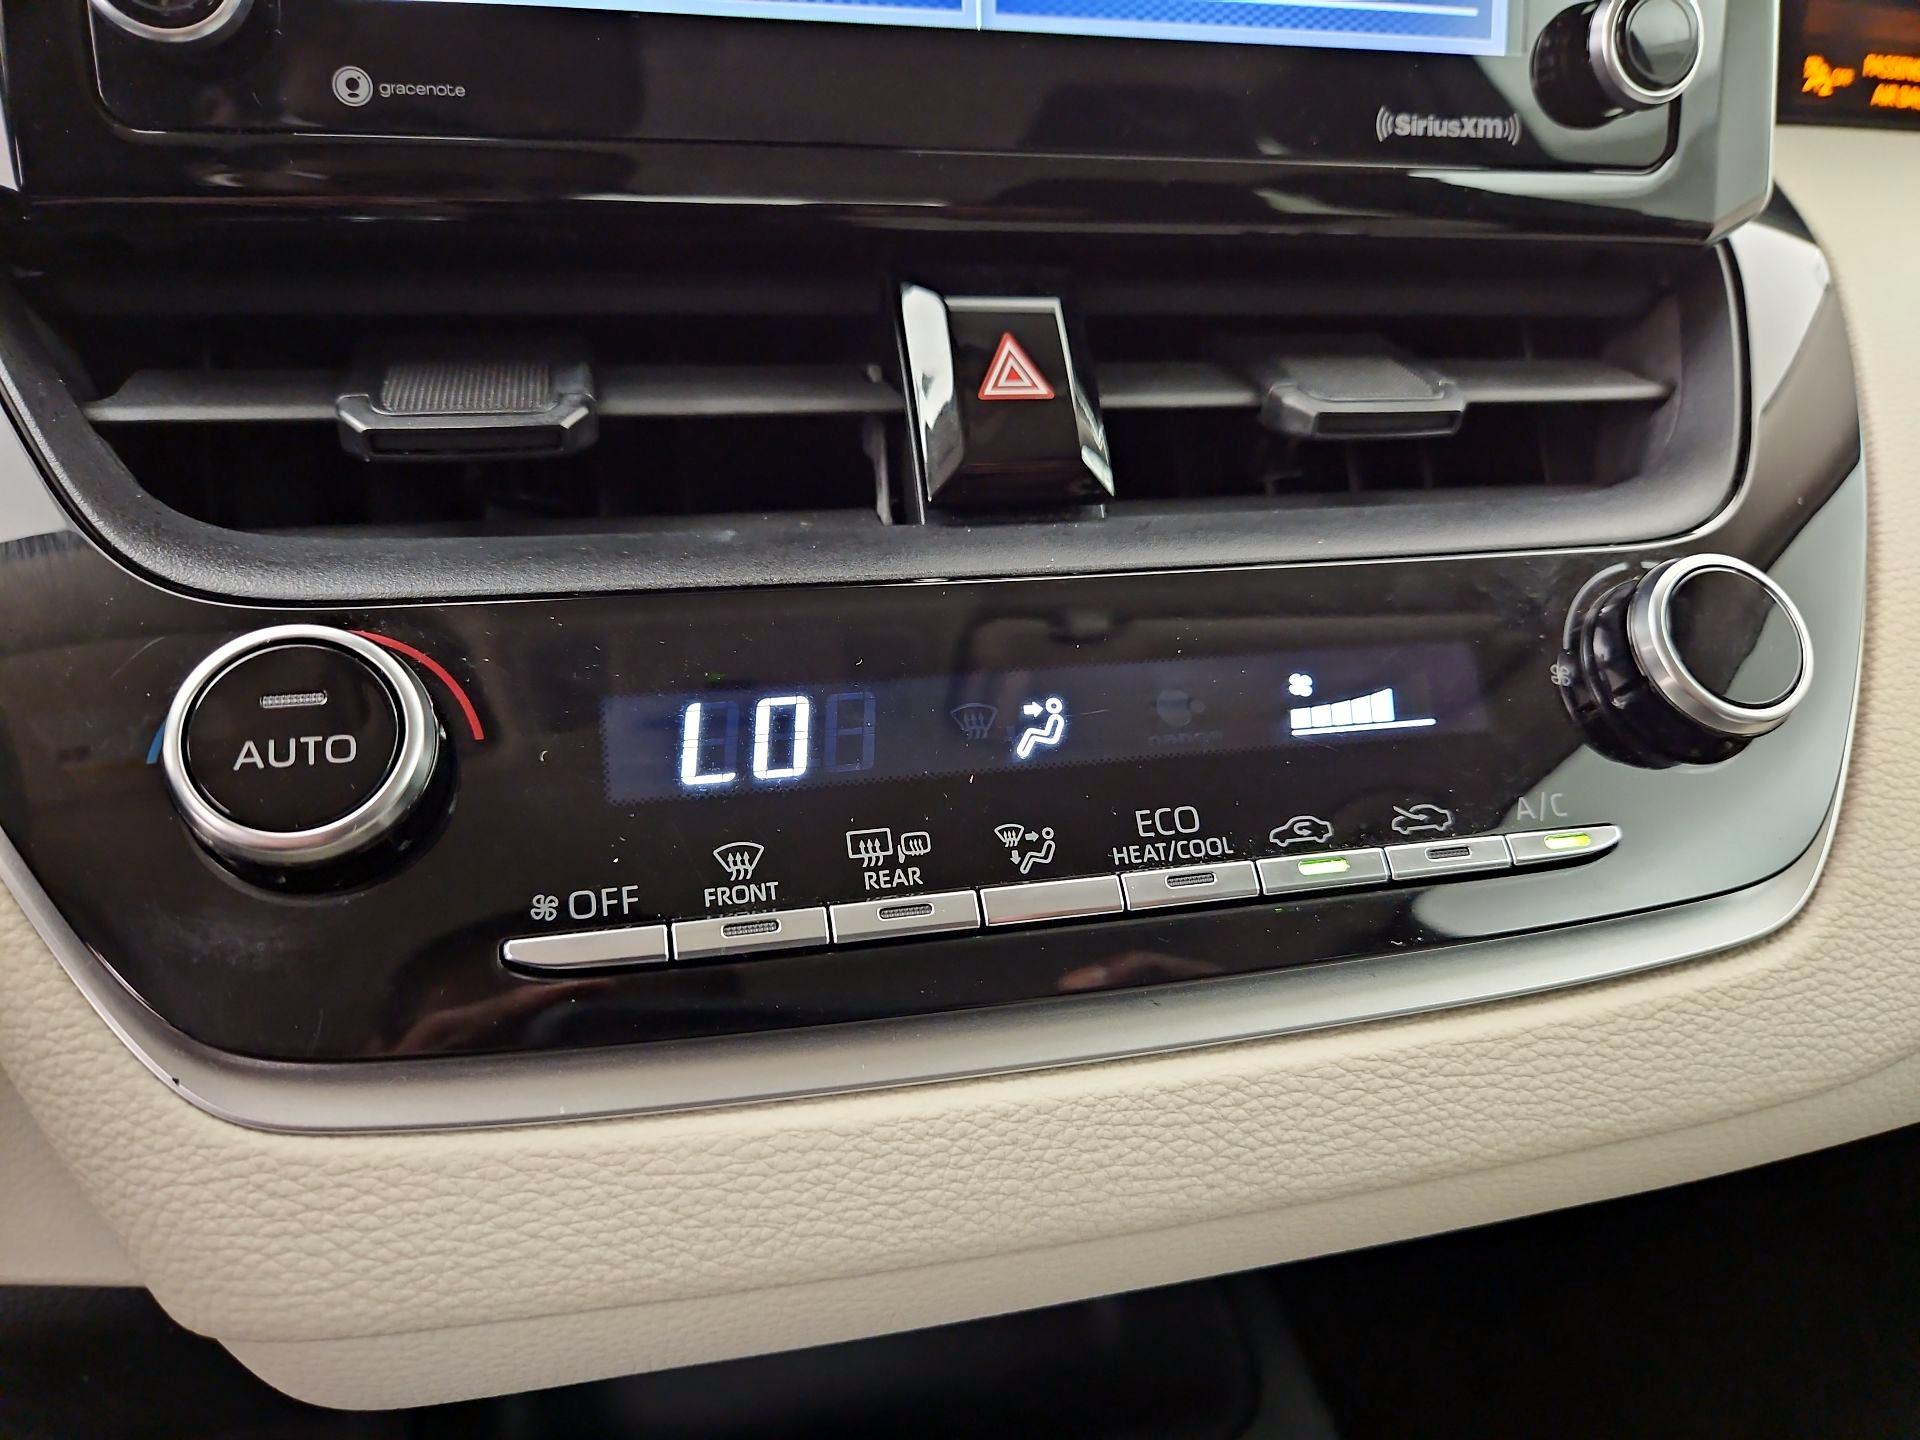 gracenote
SiriusXM
AUTO
LO
OFF
FRONT
REAR
ECO
HEAT/COOL
A/C